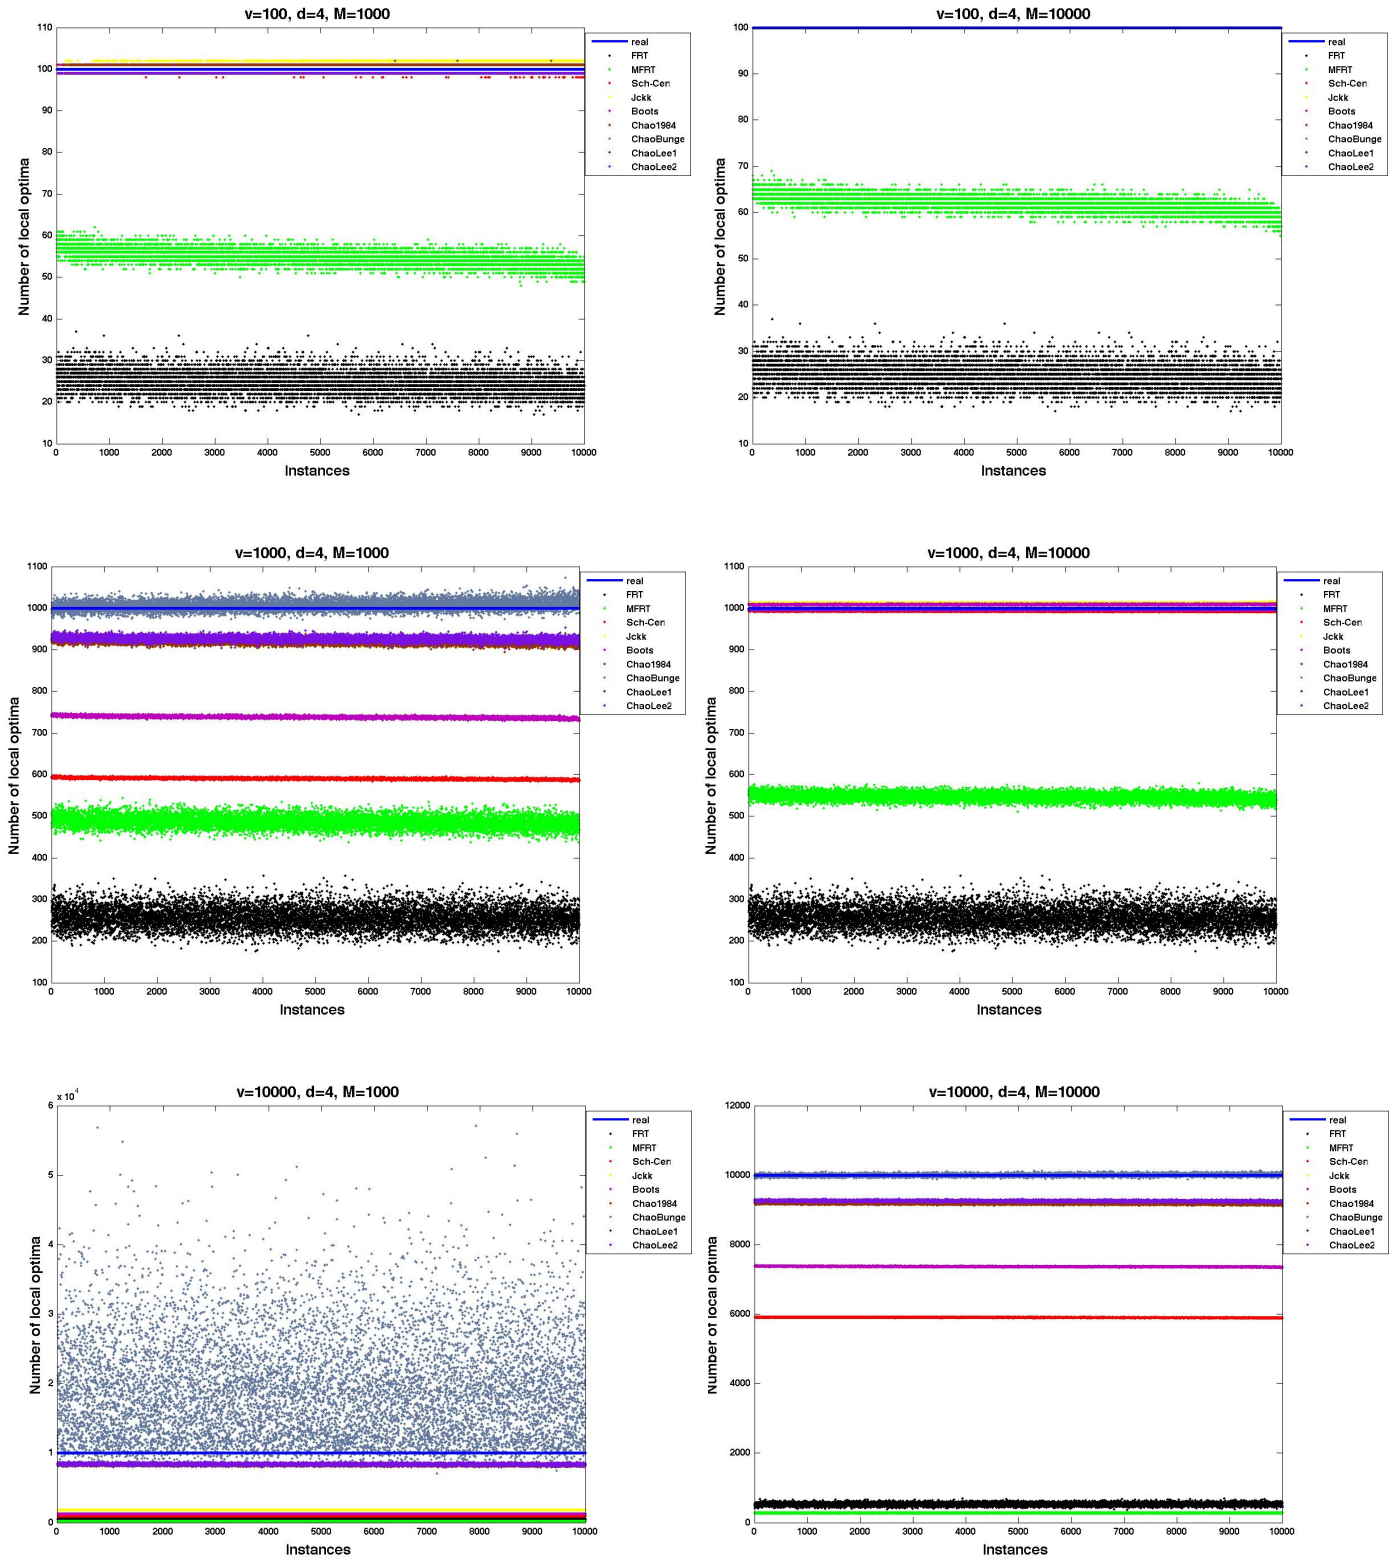 v=100, d=4, M=1000
110
100
90
80
70
60
50
40
30
20
10
0 1000 2000 3000 4000 5000 6000 7000 8000 9000 10000
Number of local optima
Instances
real
FRT
MFRT
Sch-Cen
Jckk
Boots
Chao1984
ChaoBunge
ChaoLee1
ChaoLee2
v=100, d=4, M=10000
100
90
80
70
60
50
40
30
20
10
0 1000 2000 3000 4000 5000 6000 7000 8000 9000 10000
Number of local optima
Instances
real
FRT
MFRT
Sch-Cen
Jckk
Boots
Chao1984
ChaoBunge
ChaoLee1
ChaoLee2
v=1000, d=4, M=1000
1100
1000
900
800
700
600
500
400
300
200
100
0 1000 2000 3000 4000 5000 6000 7000 8000 9000 10000
Number of local optima
Instances
real
FRT
MFRT
Sch-Cen
Jckk
Boots
Chao1984
ChaoBunge
ChaoLee1
ChaoLee2
v=1000, d=4, M=10000
1100
1000
900
800
700
600
500
400
300
200
100
0 1000 2000 3000 4000 5000 6000 7000 8000 9000 10000
Number of local optima
Instances
real
FRT
MFRT
Sch-Cen
Jckk
Boots
Chao1984
ChaoBunge
ChaoLee1
ChaoLee2
v=10000, d=4, M=1000
x 10^4
6
5
4
3
2
1
0
0 1000 2000 3000 4000 5000 6000 7000 8000 9000 10000
Number of local optima
Instances
real
FRT
MFRT
Sch-Cen
Jckk
Boots
Chao1984
ChaoBunge
ChaoLee1
ChaoLee2
v=10000, d=4, M=10000
12000
10000
8000
6000
4000
2000
0
0 1000 2000 3000 4000 5000 6000 7000 8000 9000 10000
Number of local optima
Instances
real
FRT
MFRT
Sch-Cen
Jckk
Boots
Chao1984
ChaoBunge
ChaoLee1
ChaoLee2